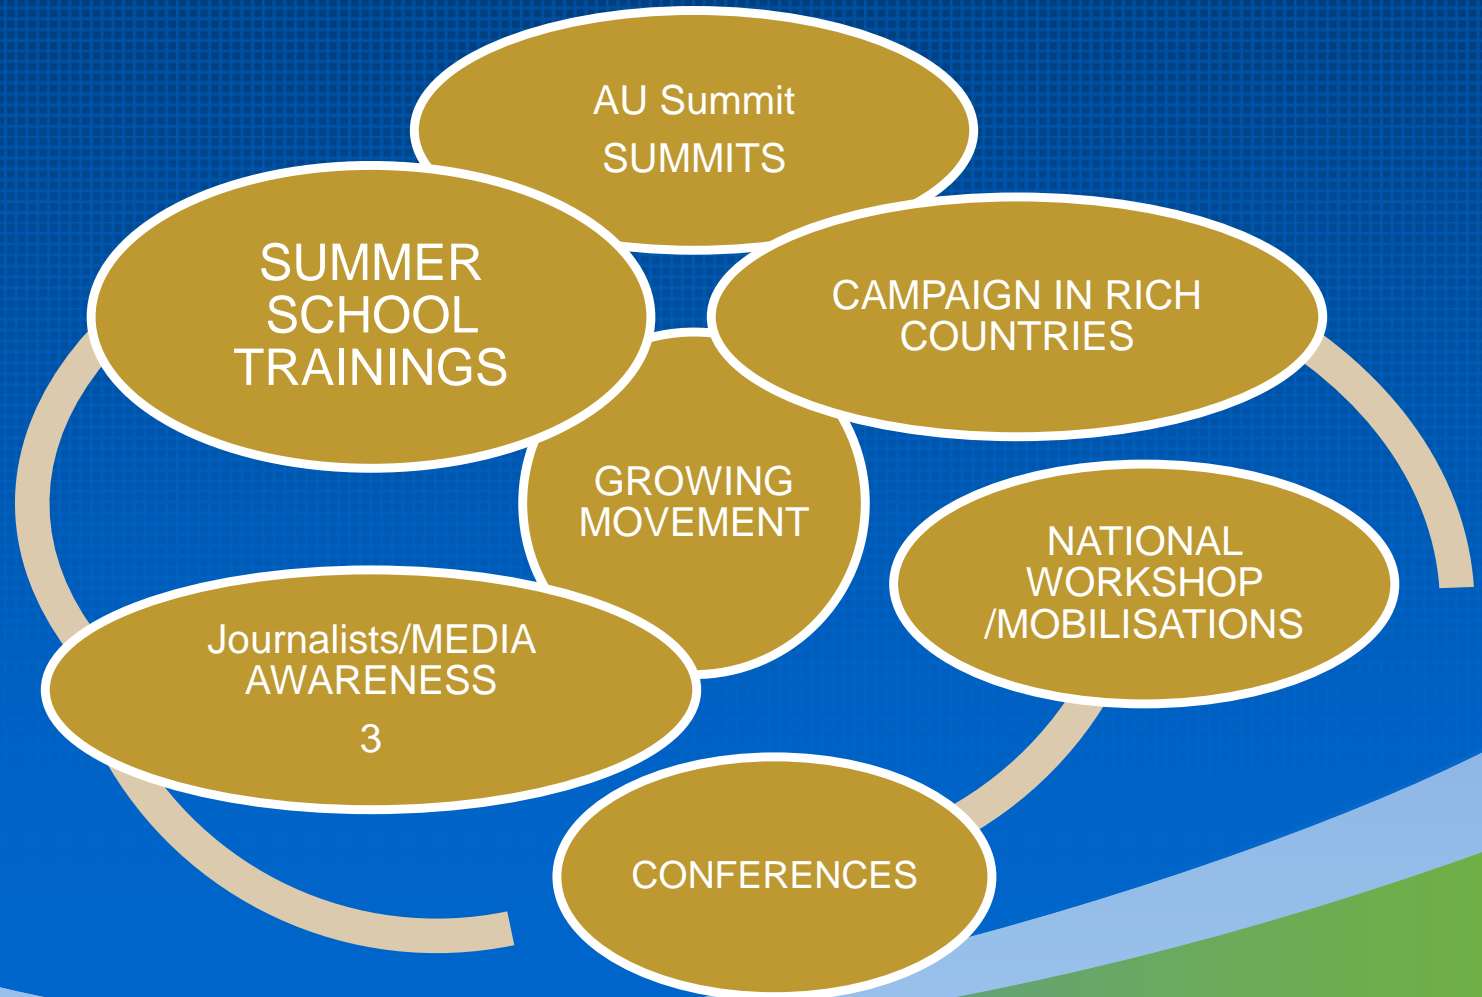 AU Summit
SUMMITS
SUMMER
SCHOOL
TRAININGS
CAMPAIGN IN RICH
COUNTRIES
GROWING
MOVEMENT
NATIONAL
WORKSHOP
/MOBILISATIONS
Journalists/MEDIA
AWARENESS
3
CONFERENCES